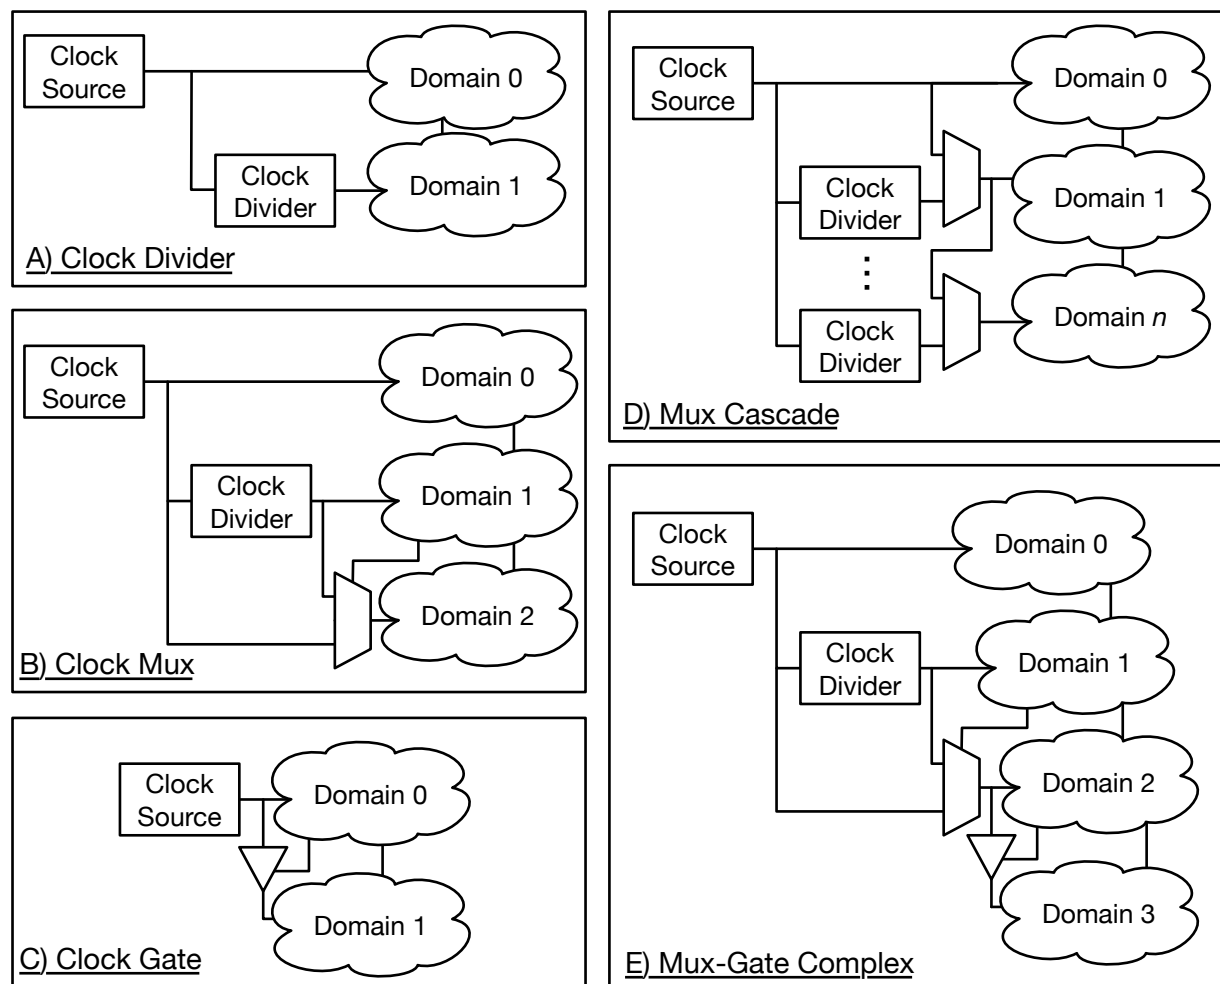 Clock
Source
Domain 0
Clock
Divider
Domain 1
A) Clock Divider
Clock
Source
Domain 0
Clock
Divider
Domain 1
Domain 2
B) Clock Mux
Clock
Source
Domain 0
Domain 1
C) Clock Gate
Clock
Source
Domain 0
Clock
Divider
Domain 1
⋮
Clock
Divider
Domain n
D) Mux Cascade
Clock
Source
Domain 0
Clock
Divider
Domain 1
Domain 2
Domain 3
E) Mux-Gate Complex